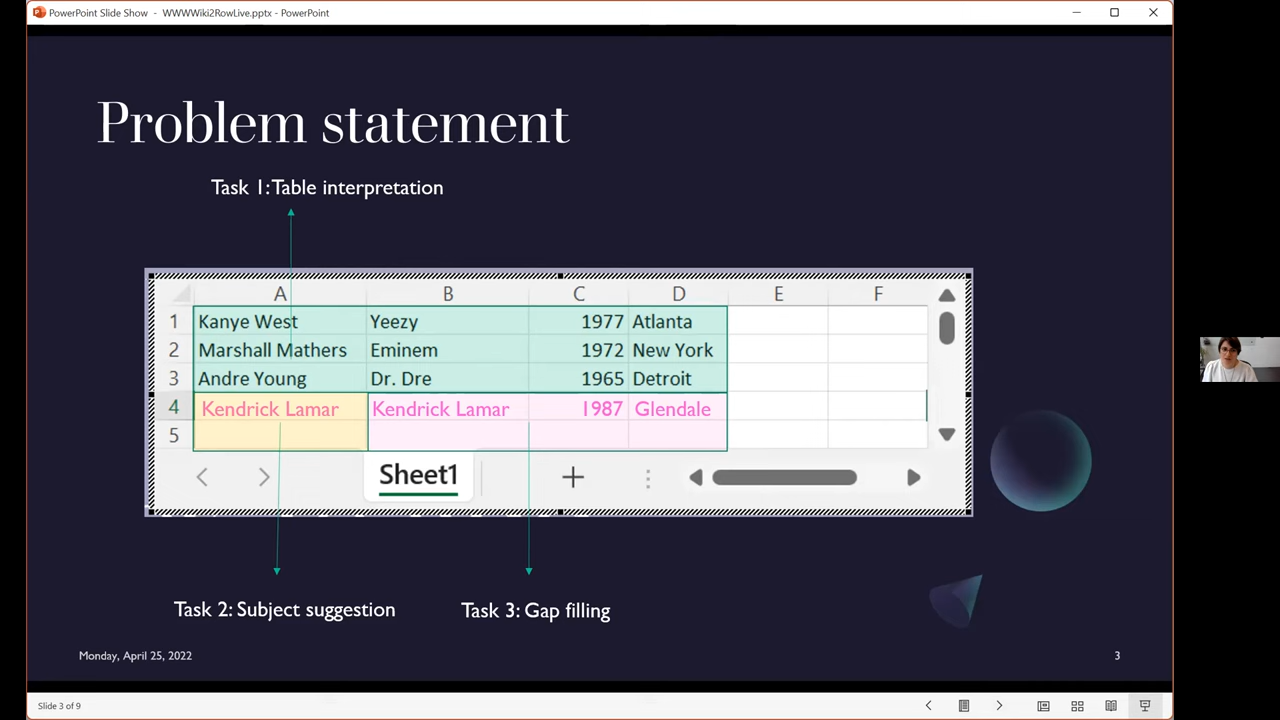 PowerPoint Slide Show - WWWWiki2RowLive.pptx - PowerPoint
Problem statement
Task 1: Table interpretation
A B C D E F
1 Kanye West Yeezy 1977 Atlanta
2 Marshall Mathers Eminem 1972 New York
3 Andre Young Dr. Dre 1965 Detroit
4 Kendrick Lamar Kendrick Lamar 1987 Glendale
5
Sheet1
Task 2: Subject suggestion Task 3: Gap filling
Monday, April 25, 2022 3
Slide 3 of 9